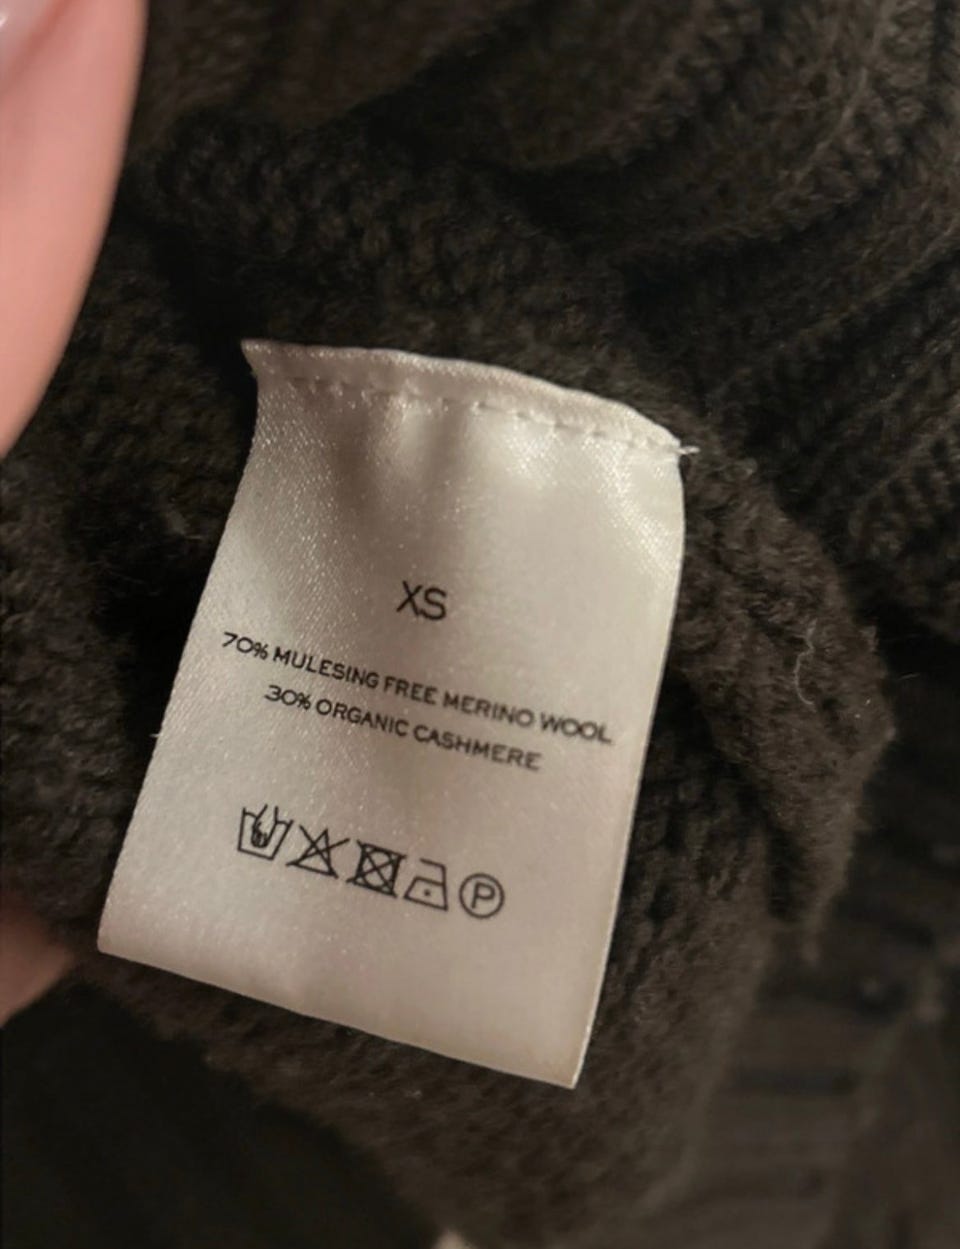 XS
70% MULESING FREE MERINO WOOL
30% ORGANIC CASHMERE
P